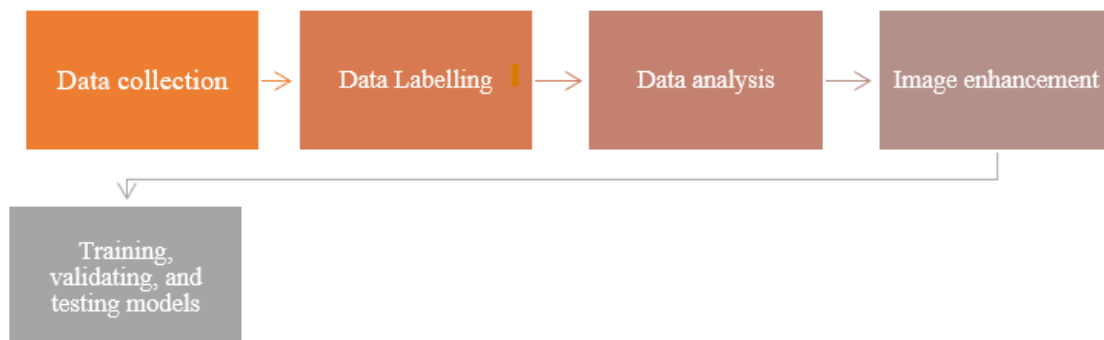 Data collection
Data Labelling
Data analysis
Image enhancement
Training,
validating, and
testing models